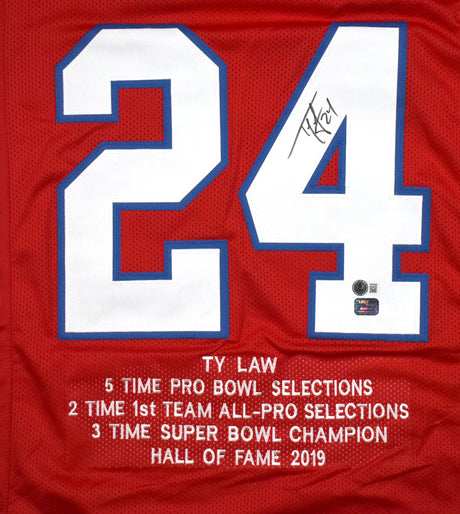 24
TY LAW
5 TIME PRO BOWL SELECTIONS
2 TIME 1st TEAM ALL-PRO SELECTIONS
3 TIME SUPER BOWL CHAMPION
HALL OF FAME 2019